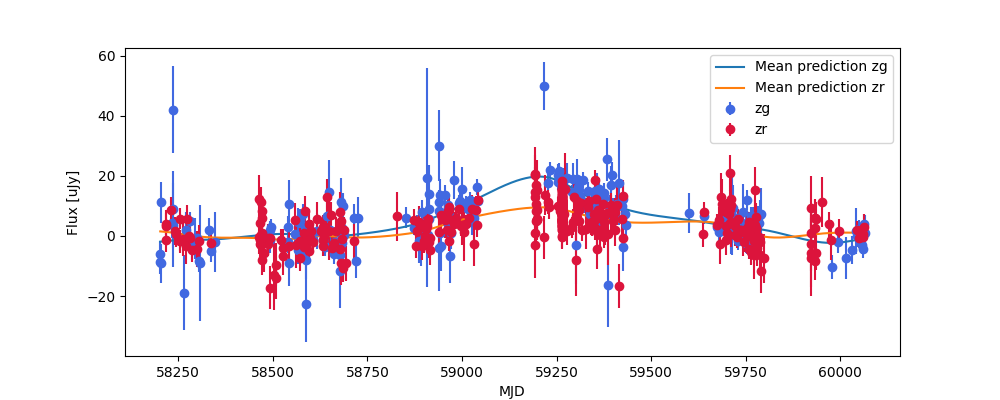 60
40
20
0
−20
Flux [uJy]
58250 58500 58750 59000 59250 59500 59750 60000
MJD
Mean prediction zg
Mean prediction zr
zg
zr